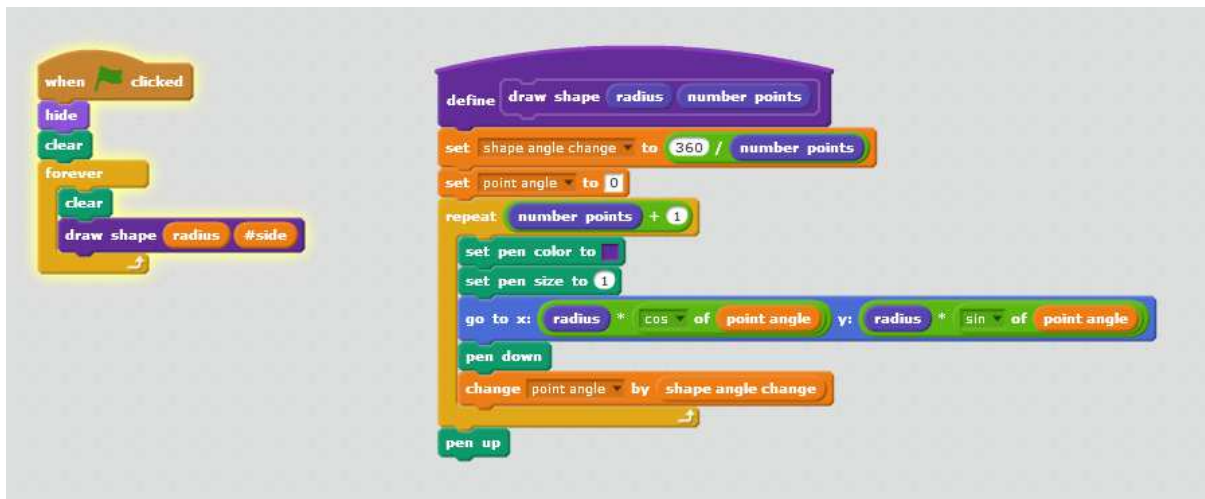 when clicked
hide
clear
forever
clear
draw shape radius #side
define draw shape radius number points
set shape angle change to 360 / number points
set point angle to 0
repeat number points + 1
set pen color to
set pen size to 1
go to x: radius * cos of point angle y: radius * sin of point angle
pen down
change point angle by shape angle change
pen up